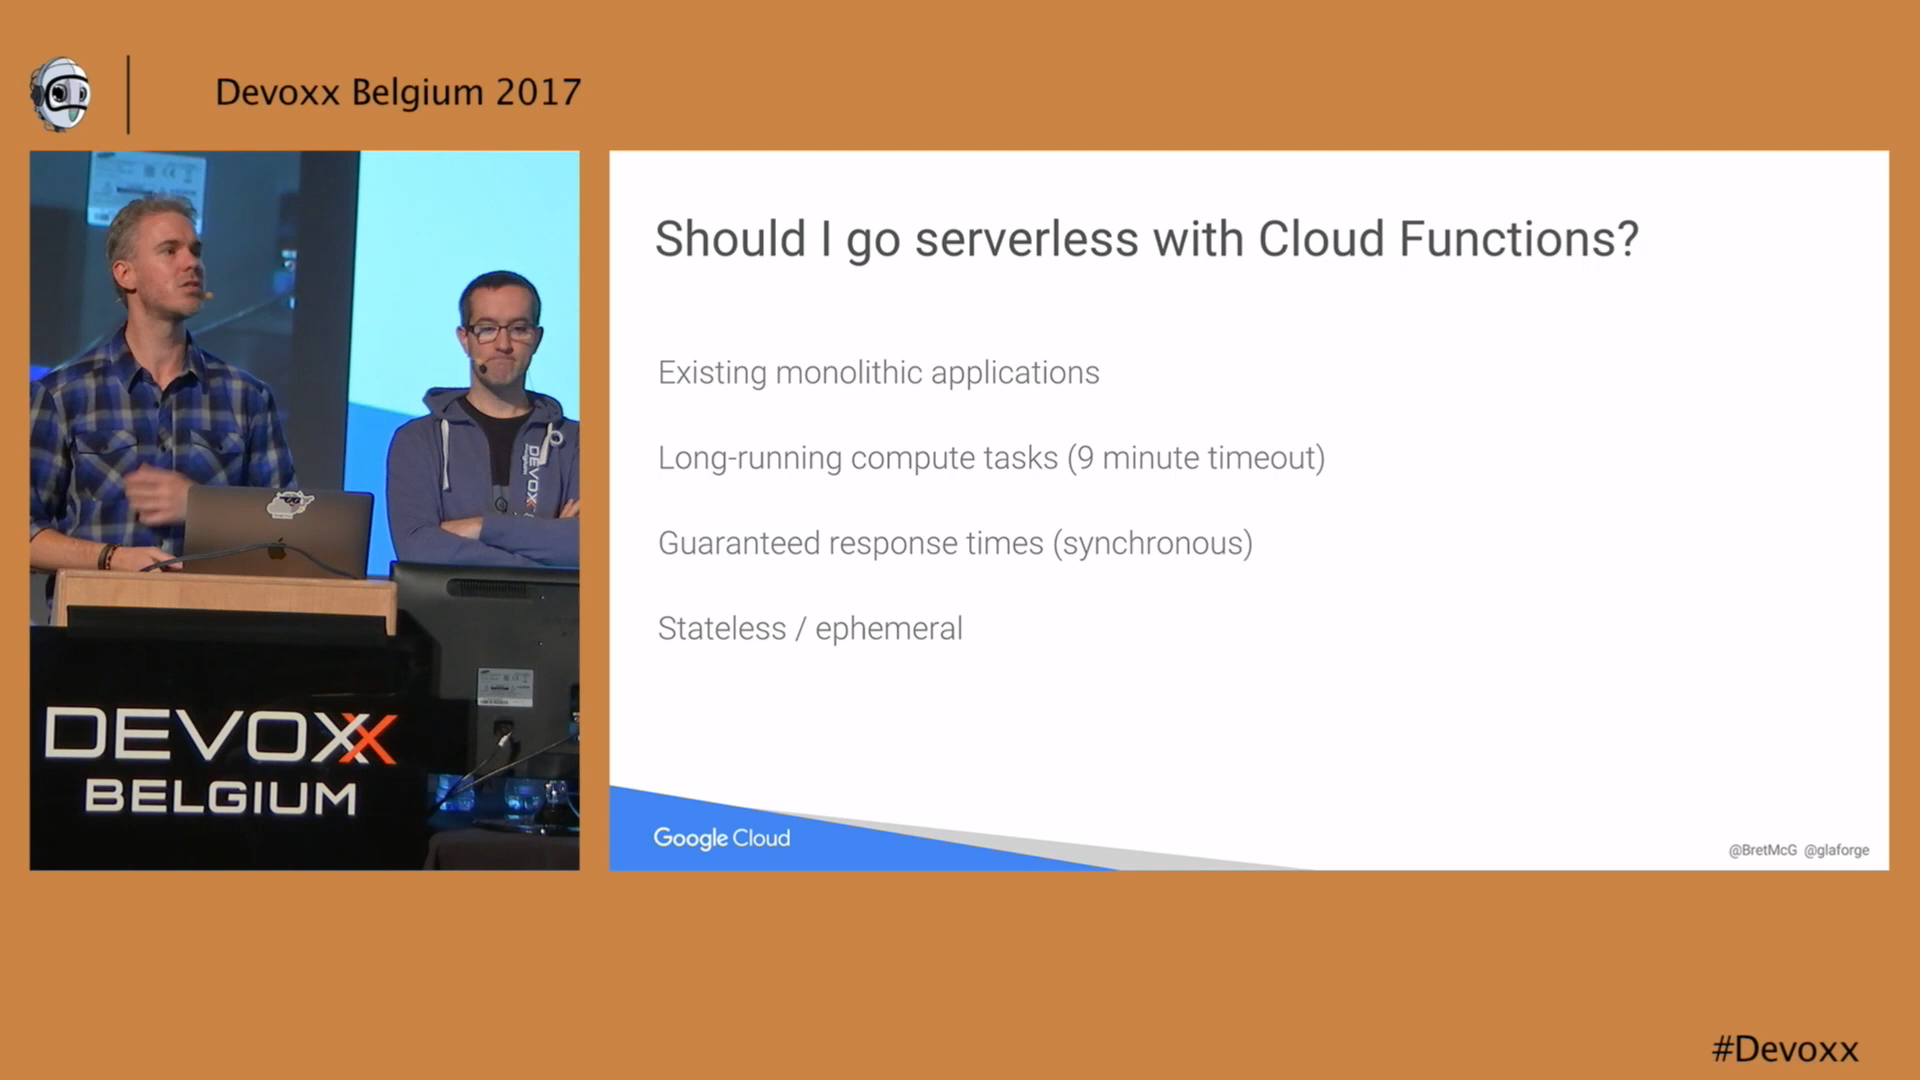 Devoxx Belgium 2017
Should I go serverless with Cloud Functions?
Existing monolithic applications
Long-running compute tasks (9 minute timeout)
Guaranteed response times (synchronous)
Stateless / ephemeral
Google Cloud
@BretMcG @glaforge
DEVOXX
DEVOXX
BELGIUM
#Devoxx